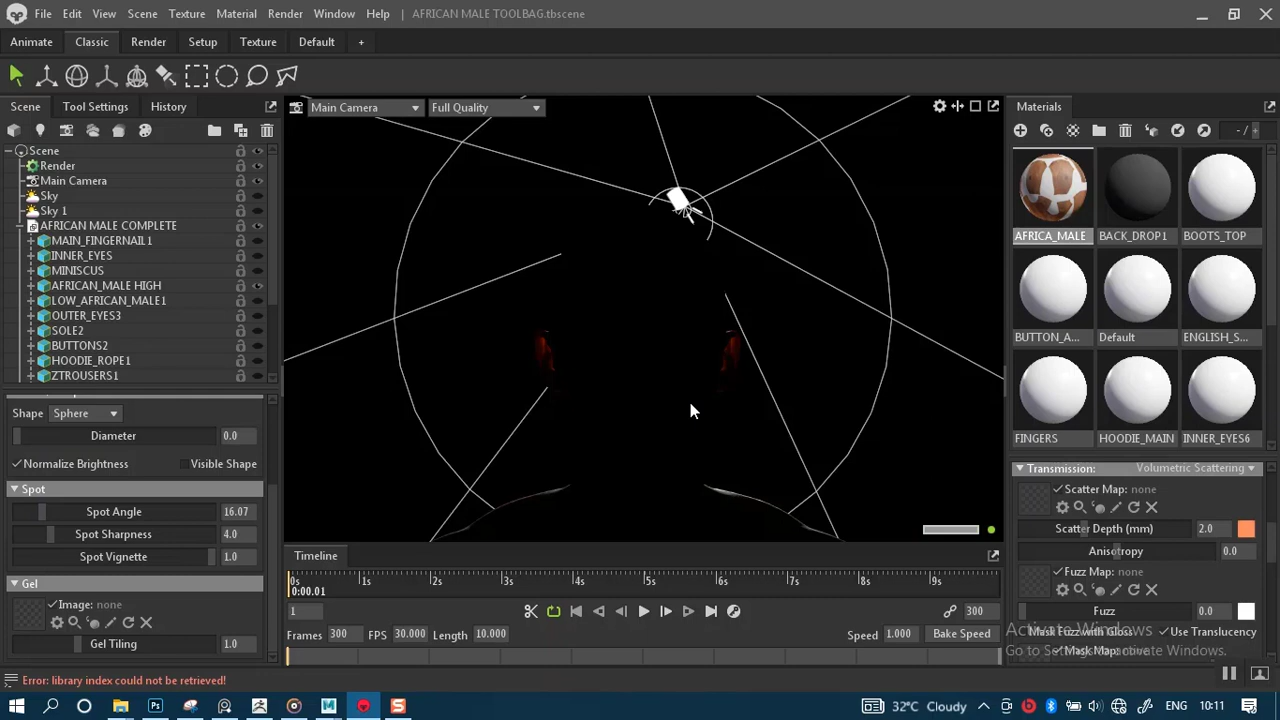 File Edit View Scene Texture Material Render Window Help AFRICAN MALE TOOLBAG.tbscene
Animate Classic Render Setup Texture Default +
Scene Tool Settings History
Main Camera Full Quality
Materials
- / +
Scene
Render
Main Camera
Sky
Sky 1
AFRICAN MALE COMPLETE
MAIN_FINGERNAIL1
INNER_EYES
MINISCUS
AFRICAN MALE HIGH
LOW_AFRICAN_MALE1
OUTER_EYES3
SOLE2
BUTTONS2
HOODIE_ROPE1
ZTROUSERS1
Shape Sphere
Diameter 0.0
Normalize Brightness Visible Shape
Spot
Spot Angle 16.07
Spot Sharpness 4.0
Spot Vignette 1.0
Gel
Image: none
Gel Tiling 1.0
AFRICA_MALE BACK_DROP1 BOOTS_TOP
BUTTON_A... Default ENGLISH_S...
FINGERS HOODIE_MAIN INNER_EYES6
Transmission: Volumetric Scattering
Scatter Map: none
Scatter Depth (mm) 2.0
Anisotropy 0.0
Fuzz Map: none
Fuzz 0.0
Mask Fuzz with Gloss Use Translucency
Mask Map: none
Activate Windows
Go to Settings to activate Windows.
Timeline
0s 1s 2s 3s 4s 5s 6s 7s 8s 9s
0:00.01
1 300
Frames 300 FPS 30.000 Length 10.000 Speed 1.000 Bake Speed
Error: library index could not be retrieved!
32°C Cloudy ENG 10:11